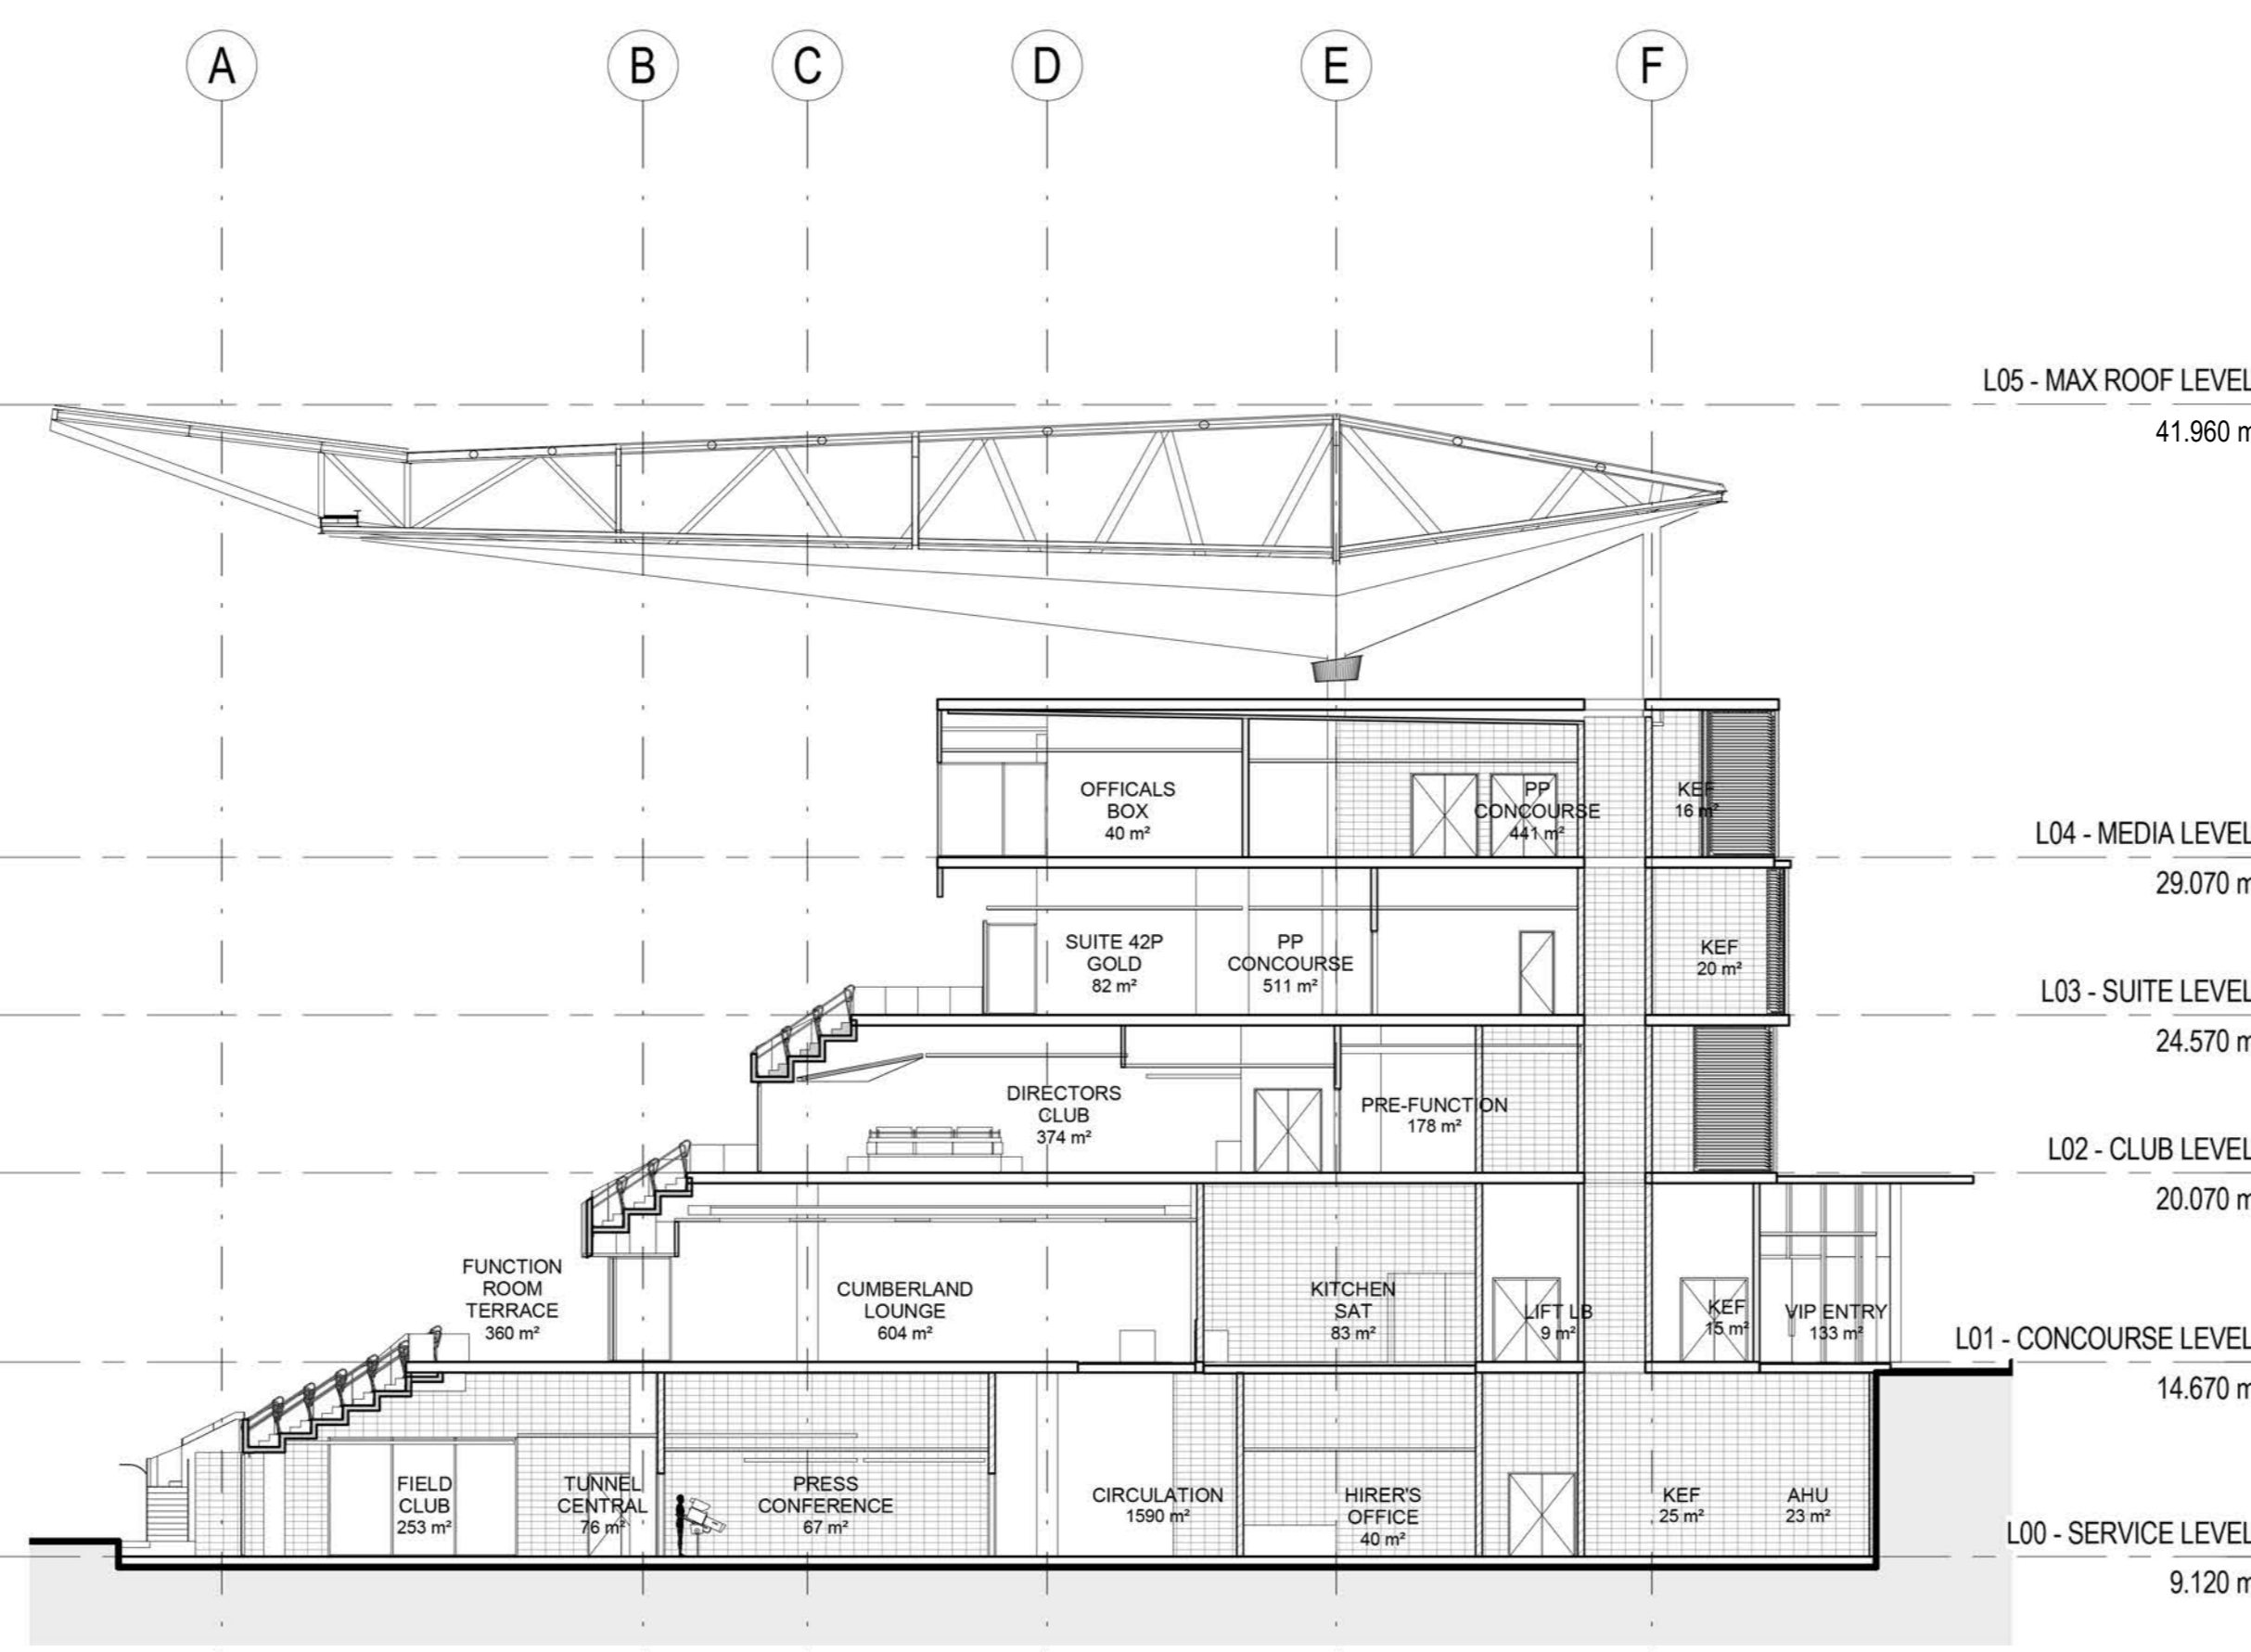 A
B
C
D
E
F
L05 - MAX ROOF LEVEL
41.960 m
OFFICALS
BOX
40 m²
PP
CONCOURSE
441 m²
KEF
16 m²
L04 - MEDIA LEVEL
29.070 m
SUITE 42P
GOLD
82 m²
PP
CONCOURSE
511 m²
KEF
20 m²
L03 - SUITE LEVEL
24.570 m
DIRECTORS
CLUB
374 m²
PRE-FUNCTION
178 m²
L02 - CLUB LEVEL
20.070 m
FUNCTION
ROOM
TERRACE
360 m²
CUMBERLAND
LOUNGE
604 m²
KITCHEN
SAT
83 m²
LIFT LB
9 m²
KEF
15 m²
VIP ENTRY
133 m²
L01 - CONCOURSE LEVEL
14.670 m
FIELD
CLUB
253 m²
TUNNEL
CENTRAL
76 m²
PRESS
CONFERENCE
67 m²
CIRCULATION
1590 m²
HIRER'S
OFFICE
40 m²
KEF
25 m²
AHU
23 m²
L00 - SERVICE LEVEL
9.120 m